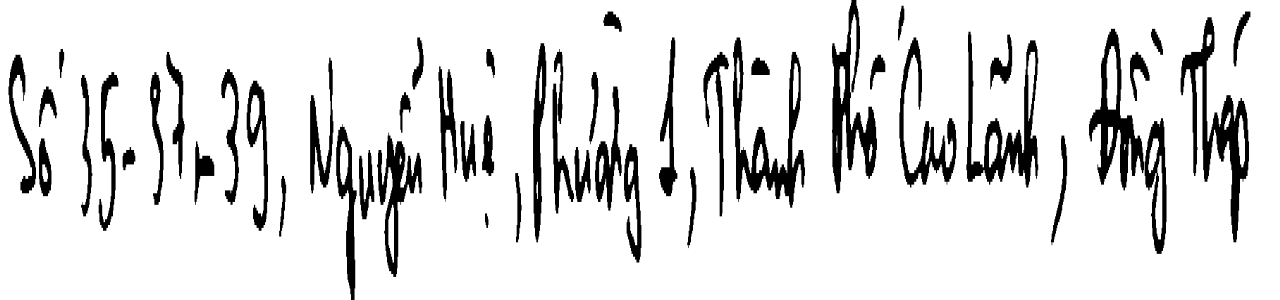 Số 35-37-39, Nguyễn Huệ, Phường 1, Thành Phố Cao Lãnh, Đồng Tháp